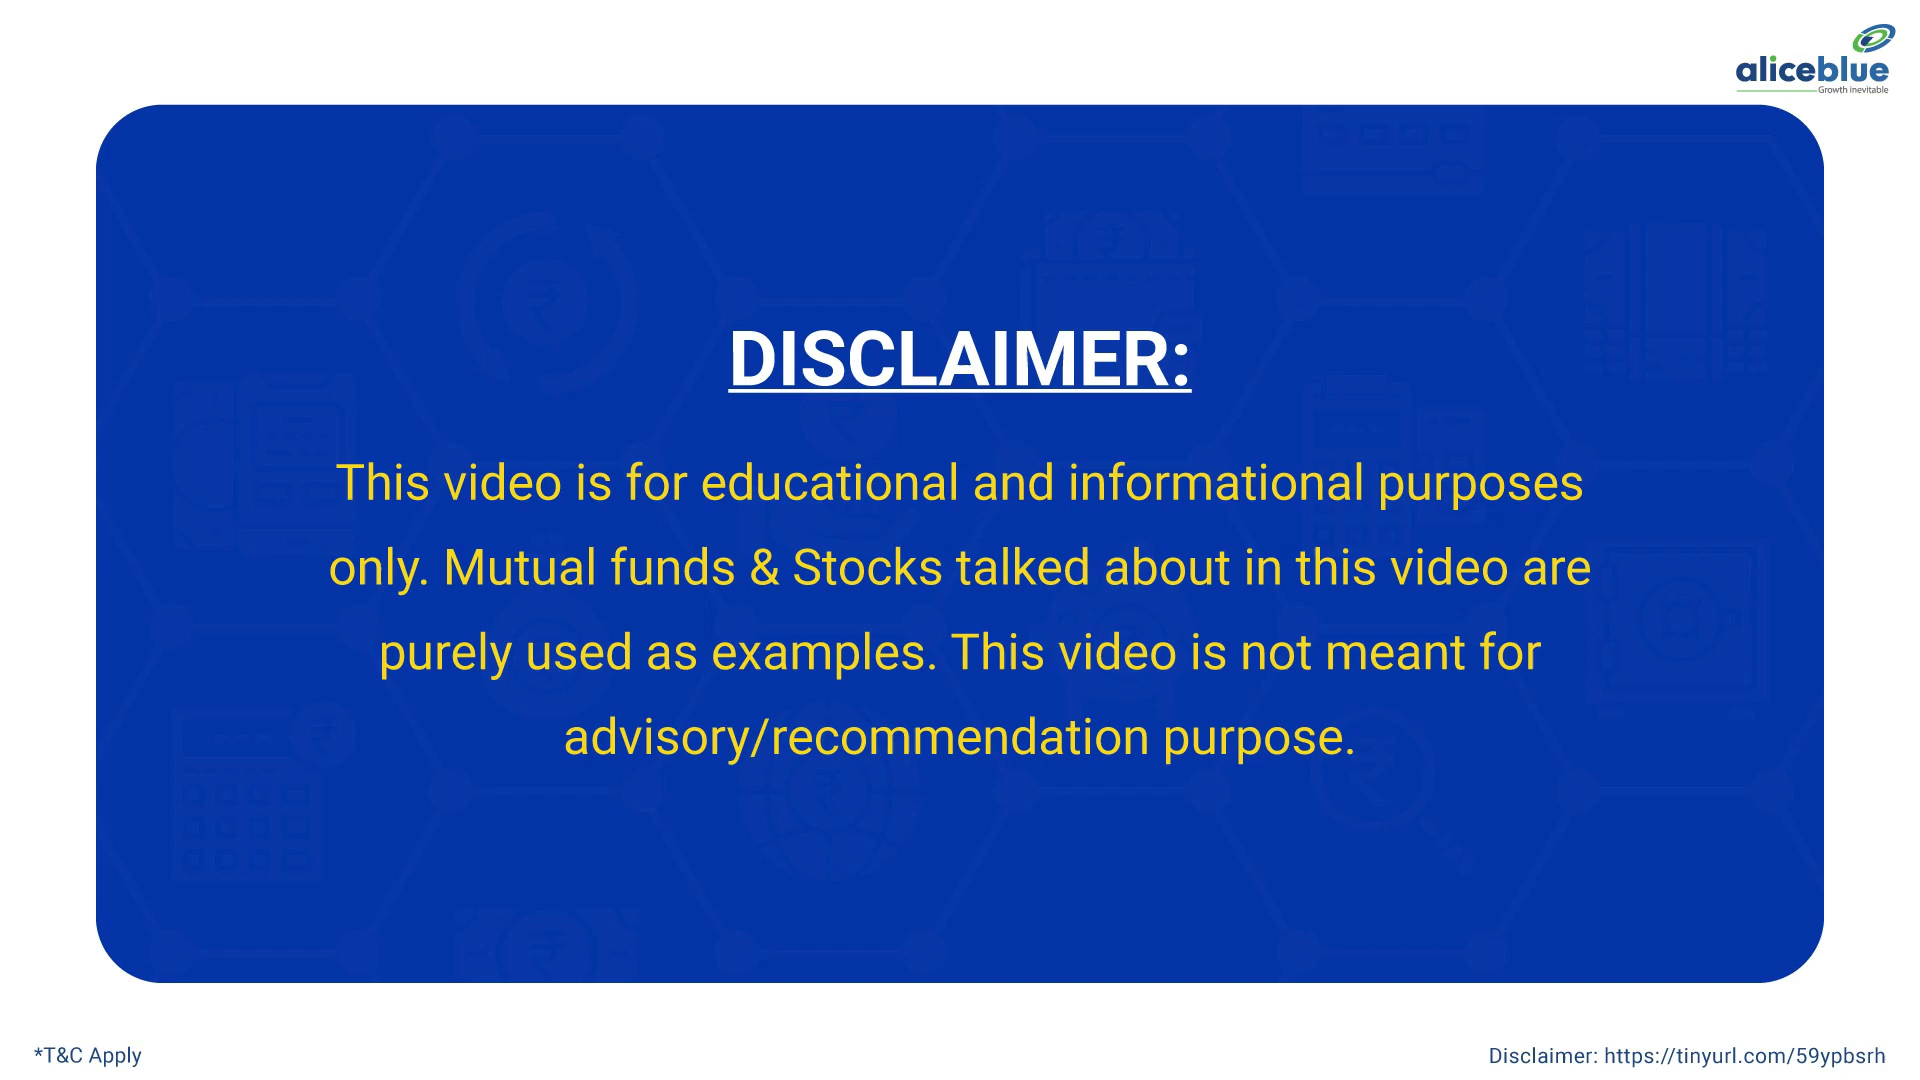 aliceblue
Growth Inevitable
DISCLAIMER:
This video is for educational and informational purposes
only. Mutual funds & Stocks talked about in this video are
purely used as examples. This video is not meant for
advisory/recommendation purpose.
*T&C Apply
Disclaimer: https://tinyurl.com/59ypbsrh